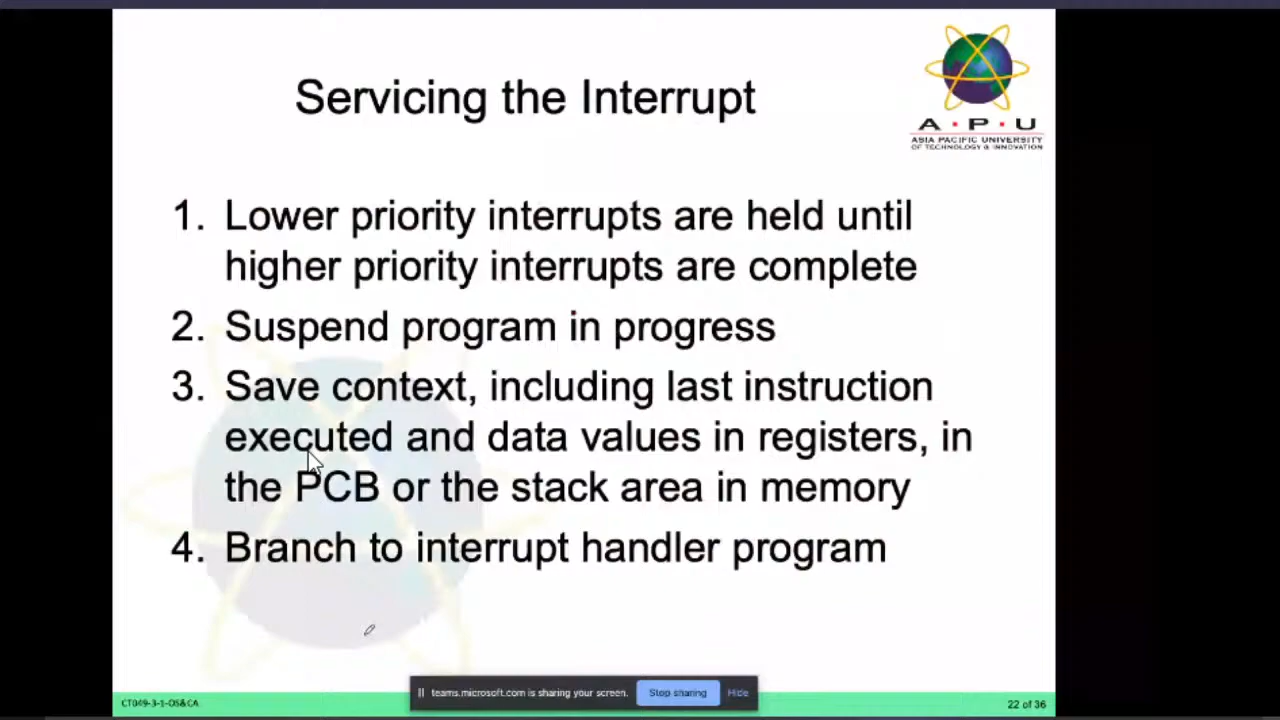 Servicing the Interrupt
A · P · U
ASIA PACIFIC UNIVERSITY
OF TECHNOLOGY & INNOVATION
1. Lower priority interrupts are held until
higher priority interrupts are complete
2. Suspend program in progress
3. Save context, including last instruction
executed and data values in registers, in
the PCB or the stack area in memory
4. Branch to interrupt handler program
teams.microsoft.com is sharing your screen. Stop sharing Hide
CT049-3-1-OS&CA
22 of 36